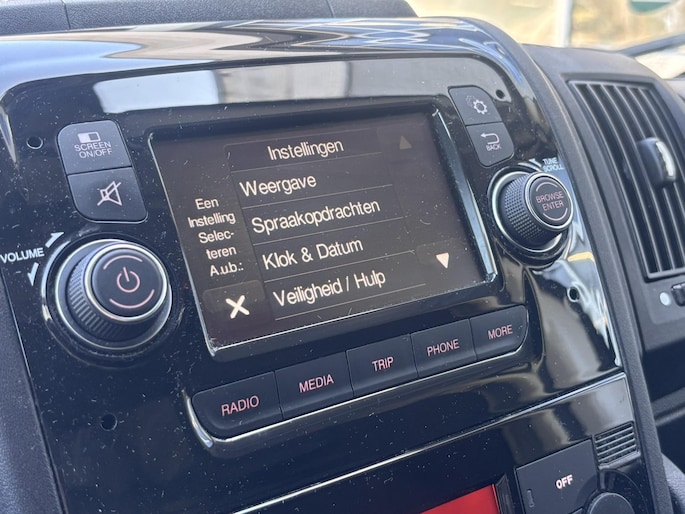 SCREEN
ON/OFF
BACK
Instellingen
Weergave
Spraakopdrachten
Klok & Datum
Veiligheid / Hulp
Een
Instelling
Selec-
teren
A.u.b.:
VOLUME
TUNE
SCROLL
BROWSE
ENTER
RADIO
MEDIA
TRIP
PHONE
MORE
OFF